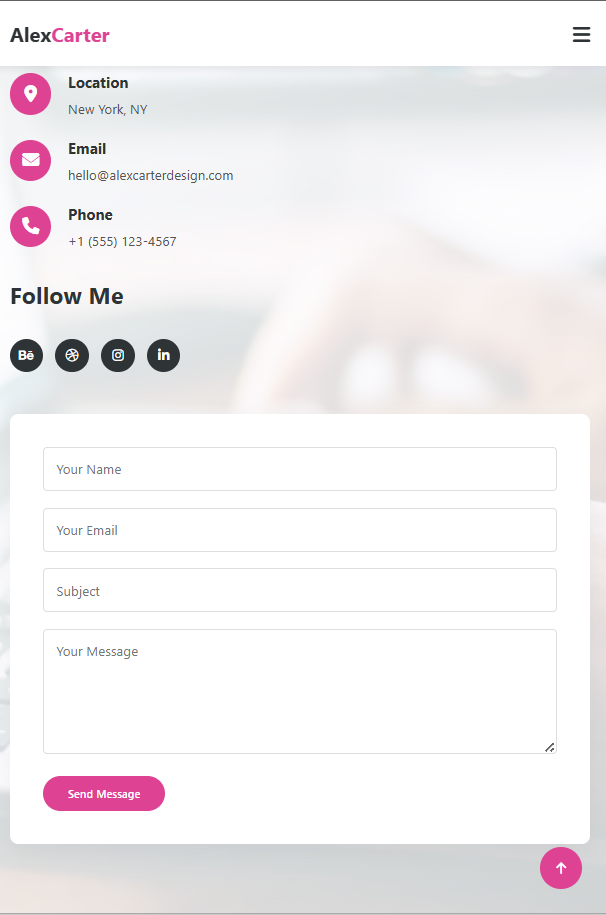 AlexCarter
Location
New York, NY
Email
hello@alexcarterdesign.com
Phone
+1 (555) 123-4567
Follow Me
Bē
in
Your Name
Your Email
Subject
Your Message
Send Message